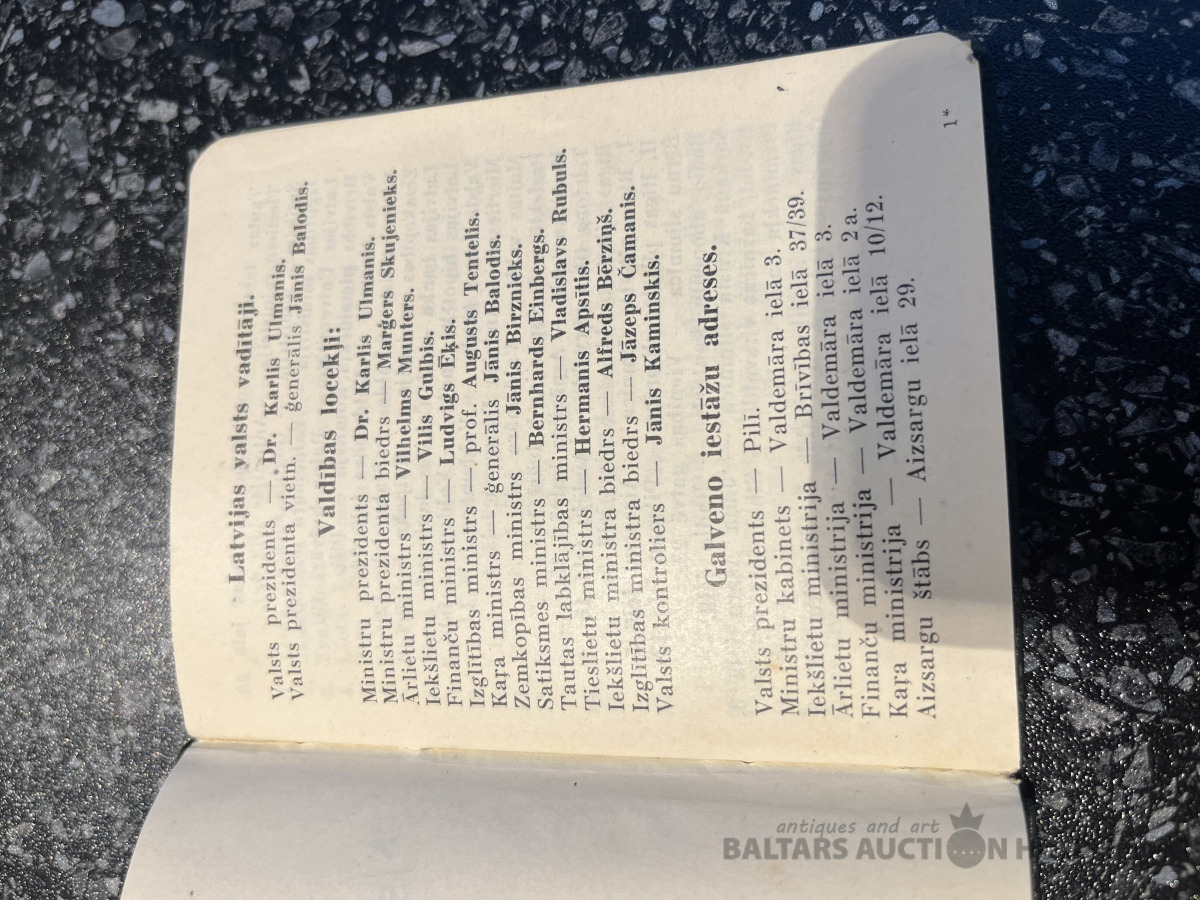 Latvijas valsts vadītāji.
Valsts prezidents — Dr. Karlis Ulmanis.
Valsts prezidenta vietn. — ģenerālis Jānis Balodis.
Valdības locekļi:
Ministru prezidents — Dr. Karlis Ulmanis.
Ministru prezidenta biedrs — Marģers Skujenieks.
Ārlietu ministrs — Vilhelms Munters.
Iekšlietu ministrs — Vilis Gulbis.
Finanču ministrs — Ludvigs Ēķis.
Izglītības ministrs — prof. Augusts Tentelis.
Kaŗa ministrs — ģenerālis Jānis Balodis.
Zemkopības ministrs — Jānis Birznieks.
Satiksmes ministrs — Bernhards Einbergs.
Tautas labklājības ministrs — Vladislavs Rubuls.
Tieslietu ministrs — Hermanis Apsītis.
Iekšlietu ministra biedrs — Alfreds Bērziņš.
Izglītības ministra biedrs — Jāzeps Čamanis.
Valsts kontroliers — Jānis Kaminskis.
Galveno iestāžu adreses.
Valsts prezidents — Pilī.
Ministru kabinets — Valdemāra ielā 3.
Iekšlietu ministrija — Brīvības ielā 37/39.
Ārlietu ministrija — Valdemāra ielā 3.
Finanču ministrija — Valdemāra ielā 2 a.
Kaŗa ministrija — Valdemāra ielā 10/12.
Aizsargu štābs — Aizsargu ielā 29.
1*
antiques and art
BALTARS AUCTION H